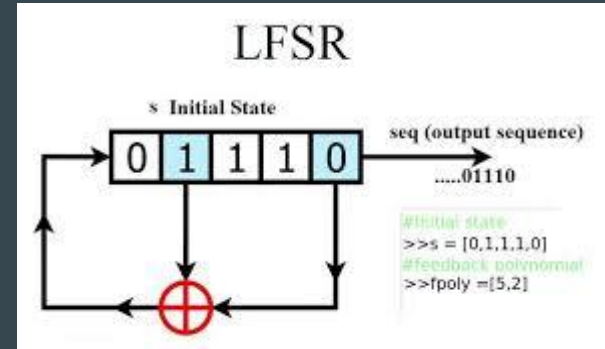 LFSR
s Initial State
0 1 1 1 0
seq (output sequence)
.....01110
#Initial state
>>s = [0,1,1,1,0]
#feedback polynomial
>>fpoly =[5,2]